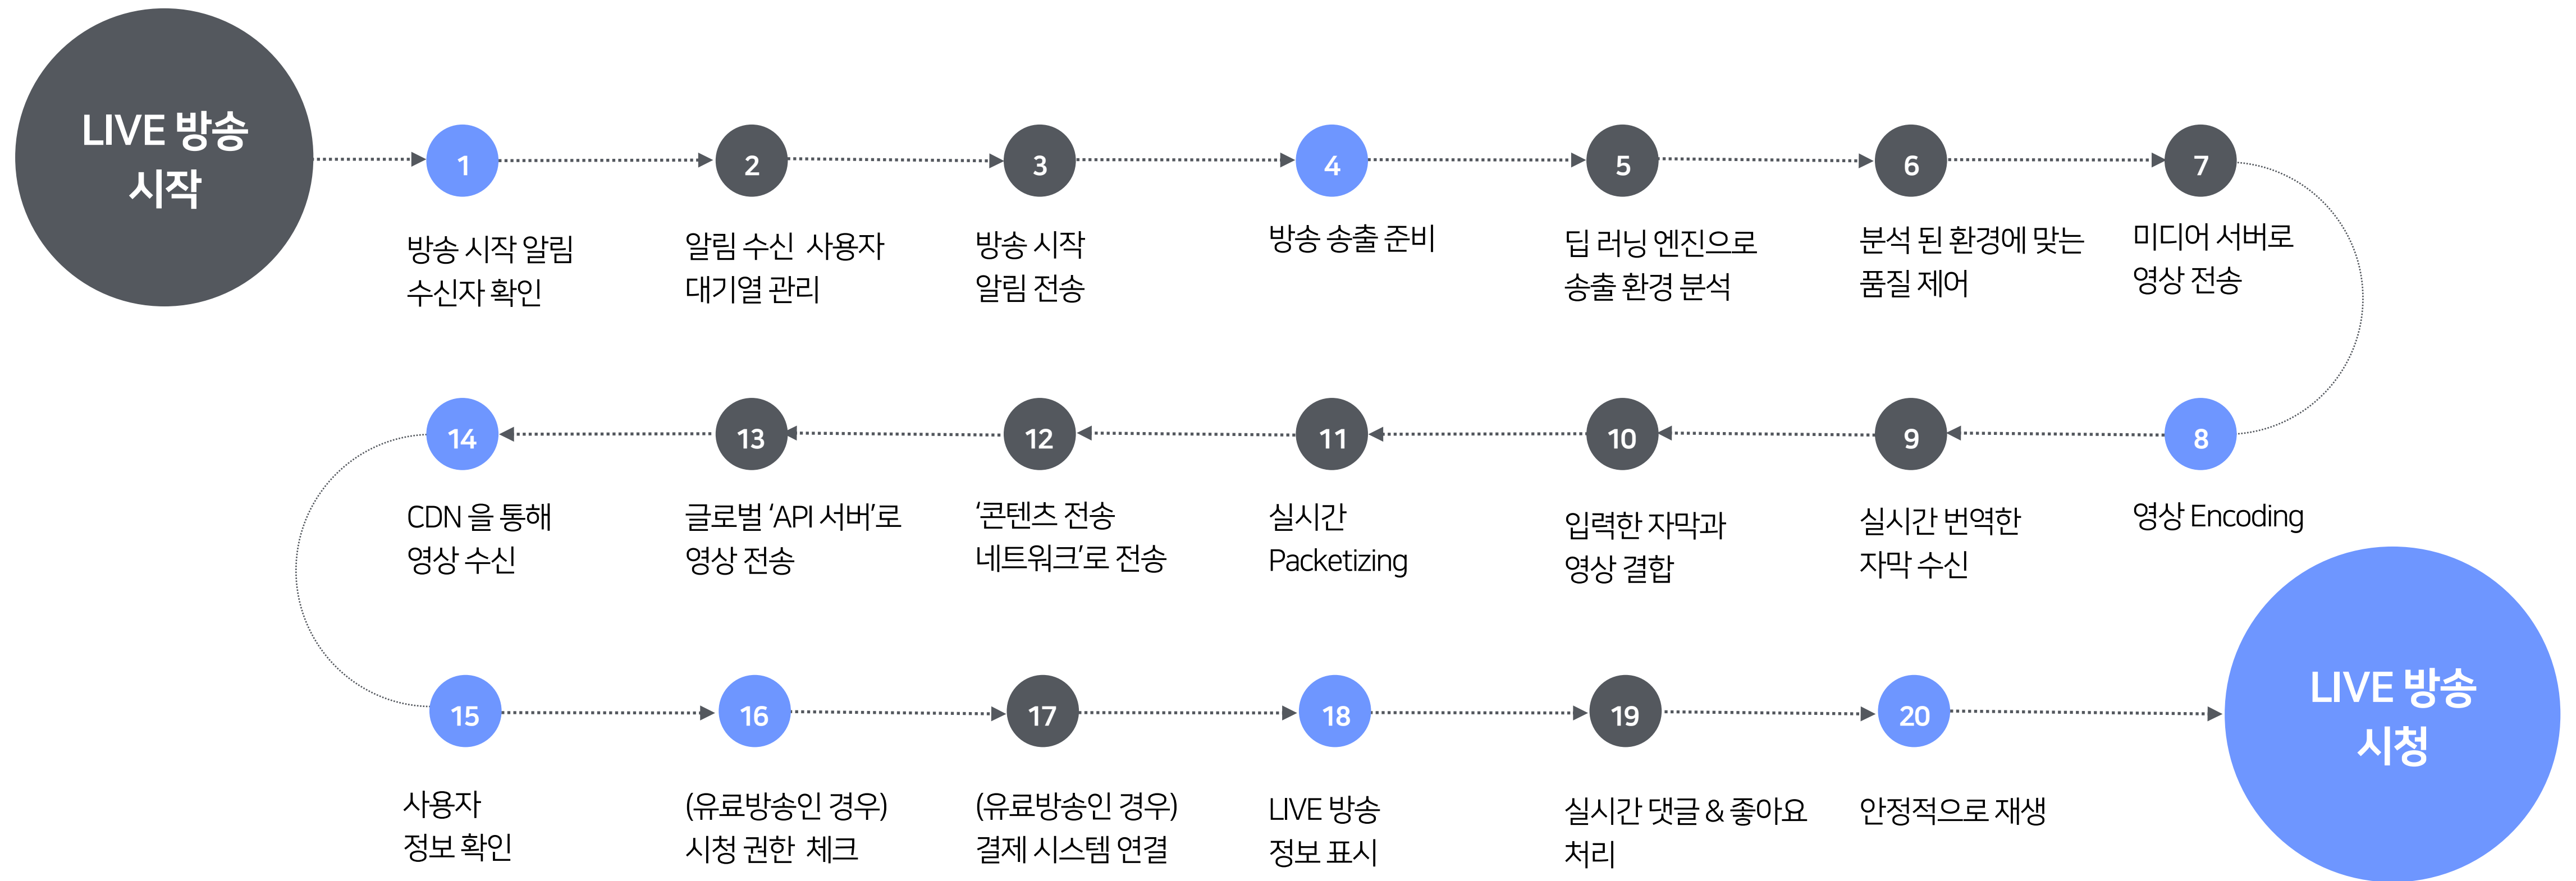 LIVE 방송
시작
1
방송 시작 알림
수신자 확인
2
알림 수신 사용자
대기열 관리
3
방송 시작
알림 전송
4
방송 송출 준비
5
딥 러닝 엔진으로
송출 환경 분석
6
분석 된 환경에 맞는
품질 제어
7
미디어 서버로
영상 전송
8
영상 Encoding
9
실시간 번역한
자막 수신
10
입력한 자막과
영상 결합
11
실시간
Packetizing
12
‘콘텐츠 전송
네트워크’로 전송
13
글로벌 ‘API 서버’로
영상 전송
14
CDN 을 통해
영상 수신
15
사용자
정보 확인
16
(유료방송인 경우)
시청 권한 체크
17
(유료방송인 경우)
결제 시스템 연결
18
LIVE 방송
정보 표시
19
실시간 댓글 & 좋아요
처리
20
안정적으로 재생
LIVE 방송
시청